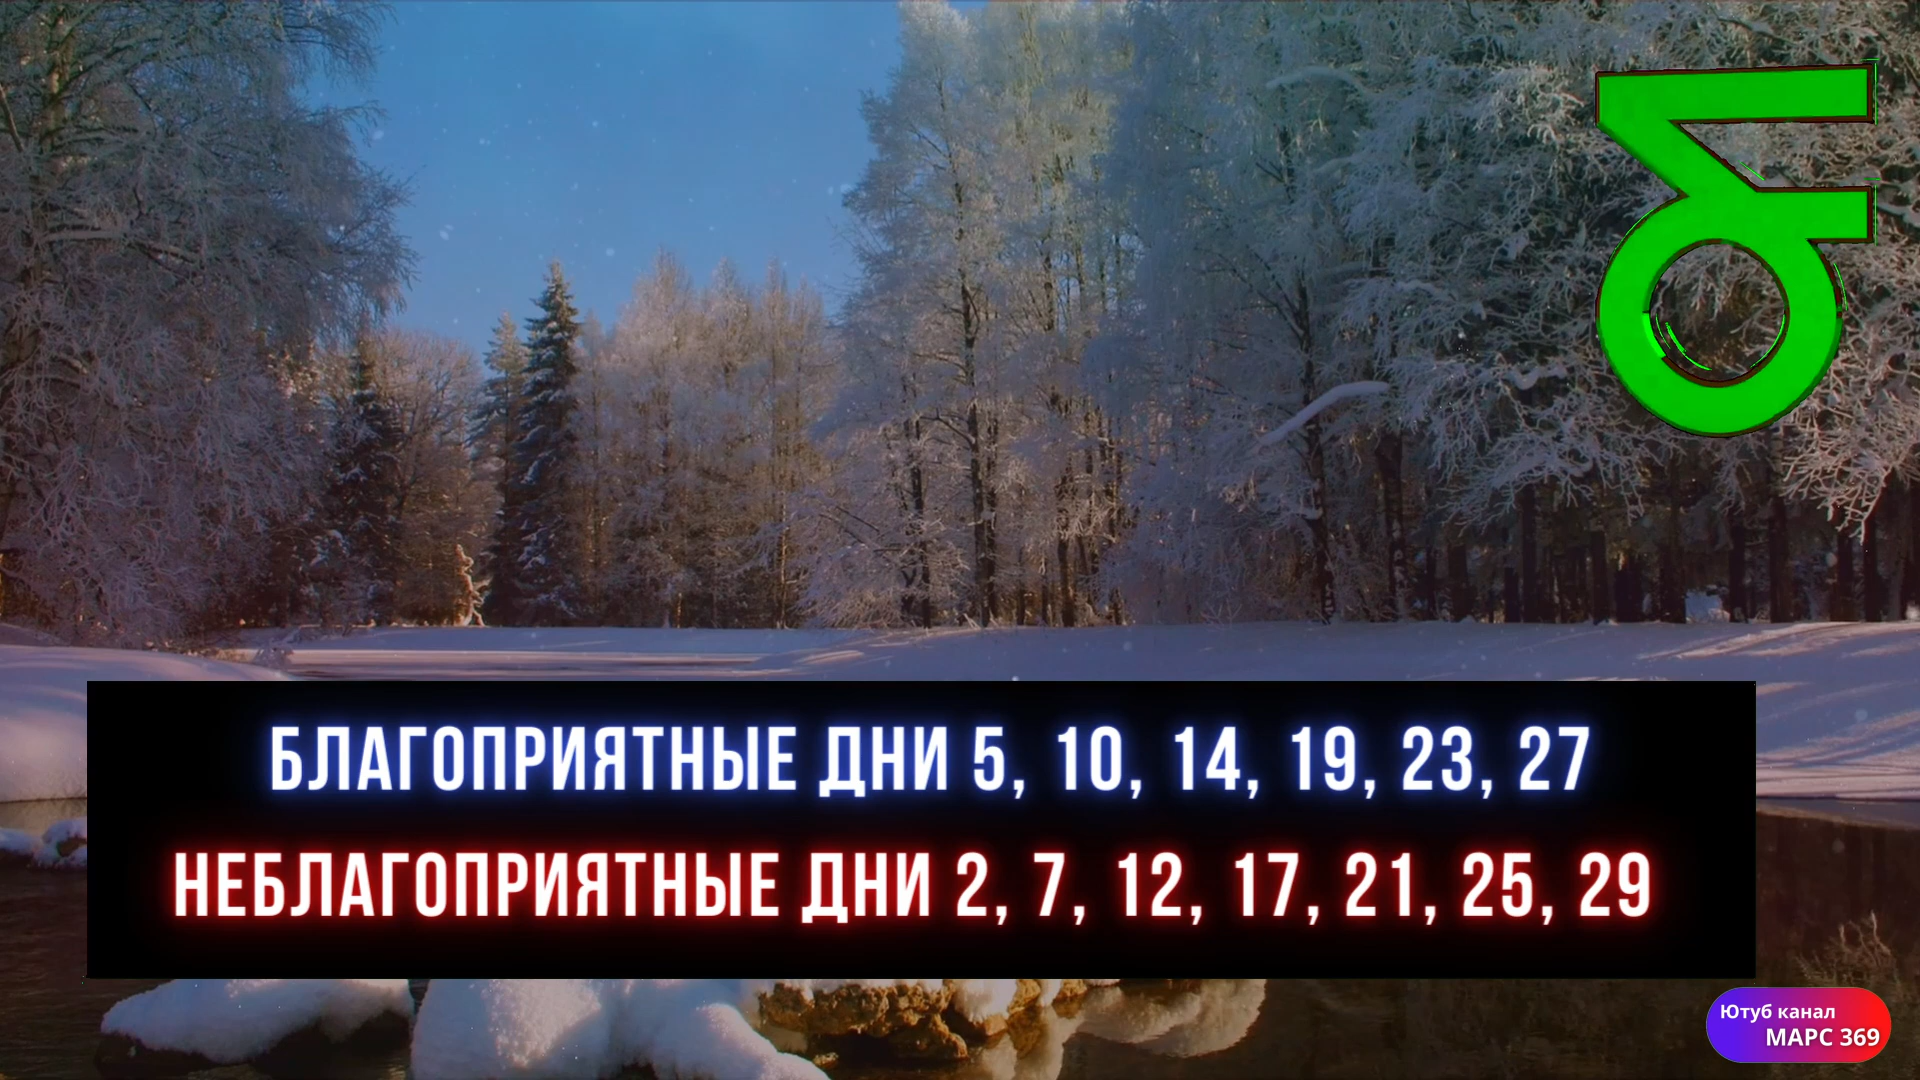 БЛАГОПРИЯТНЫЕ ДНИ 5, 10, 14, 19, 23, 27
НЕБЛАГОПРИЯТНЫЕ ДНИ 2, 7, 12, 17, 21, 25, 29
Ютуб канал
МАРС 369